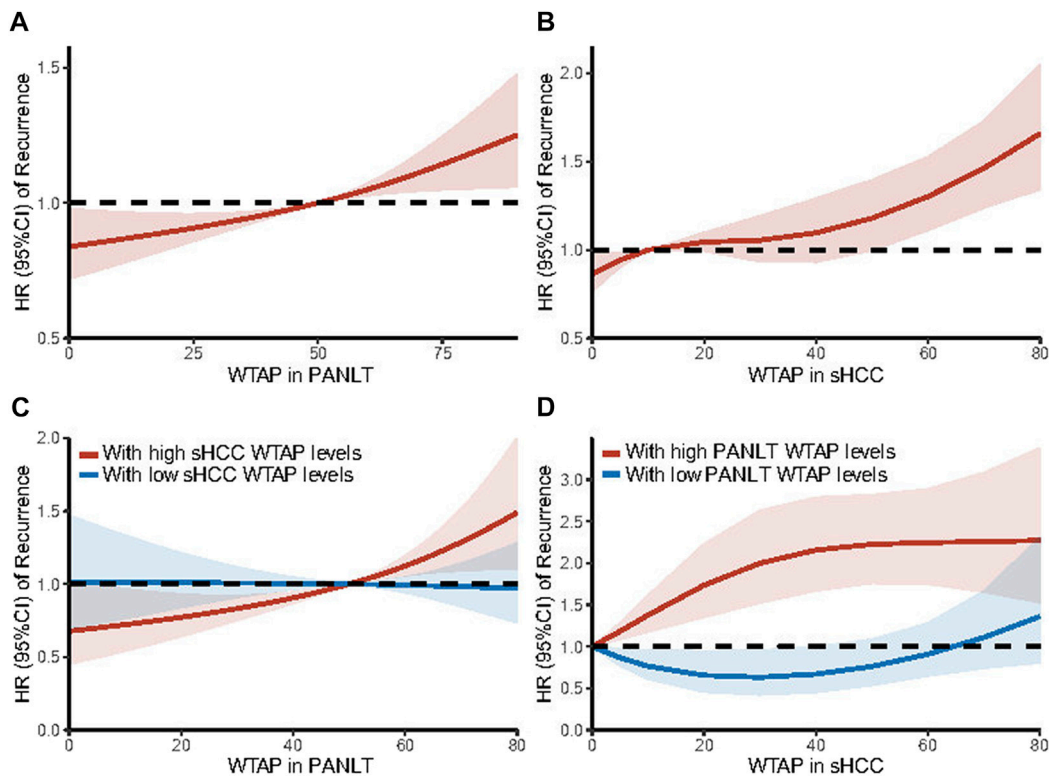 A
HR (95%CI) of Recurrence
1.5
1.0
0.5
0
25
50
75
WTAP in PANLT
B
HR (95%CI) of Recurrence
2.0
1.5
1.0
0.5
0
20
40
60
80
WTAP in sHCC
C
With high sHCC WTAP levels
With low sHCC WTAP levels
HR (95%CI) of Recurrence
2.0
1.5
1.0
0.5
0.0
0
20
40
60
80
WTAP in PANLT
D
With high PANLT WTAP levels
With low PANLT WTAP levels
HR (95%CI) of Recurrence
3.0
2.5
2.0
1.5
1.0
0.5
0.0
0
20
40
60
80
WTAP in sHCC